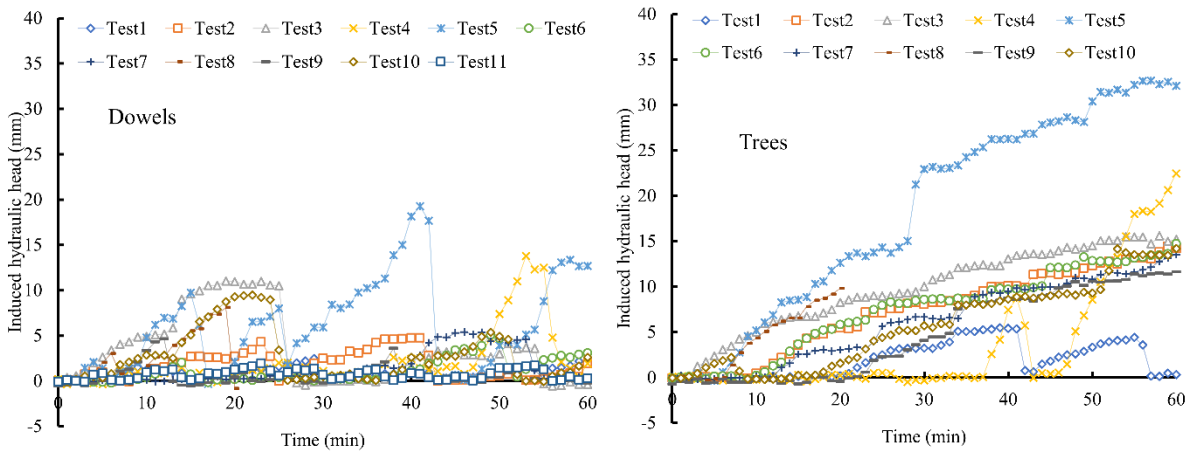 Test1 Test2 Test3 Test4 Test5 Test6
Test7 Test8 Test9 Test10 Test11
Induced hydraulic head (mm)
40
35
30
25
20
15
10
5
0
-5
Dowels
0 10 20 30 40 50 60
Time (min)
Test1 Test2 Test3 Test4 Test5
Test6 Test7 Test8 Test9 Test10
Induced hydraulic head (mm)
40
35
30
25
20
15
10
5
0
-5
Trees
0 10 20 30 40 50 60
Time (min)